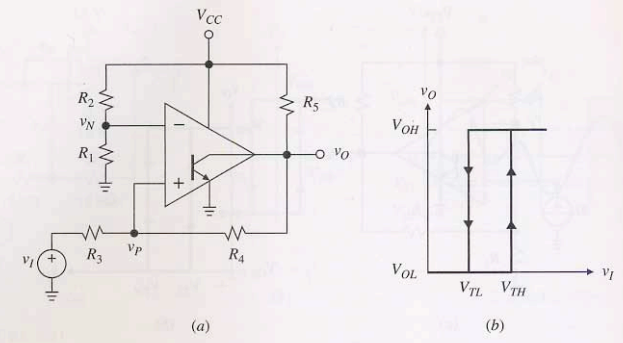 V_CC
R_2
v_N
R_1
−
+
R_5
v_O
v_I
+
R_3
v_P
R_4
(a)
v_O
V_OH
V_OL
V_TL
V_TH
v_I
(b)